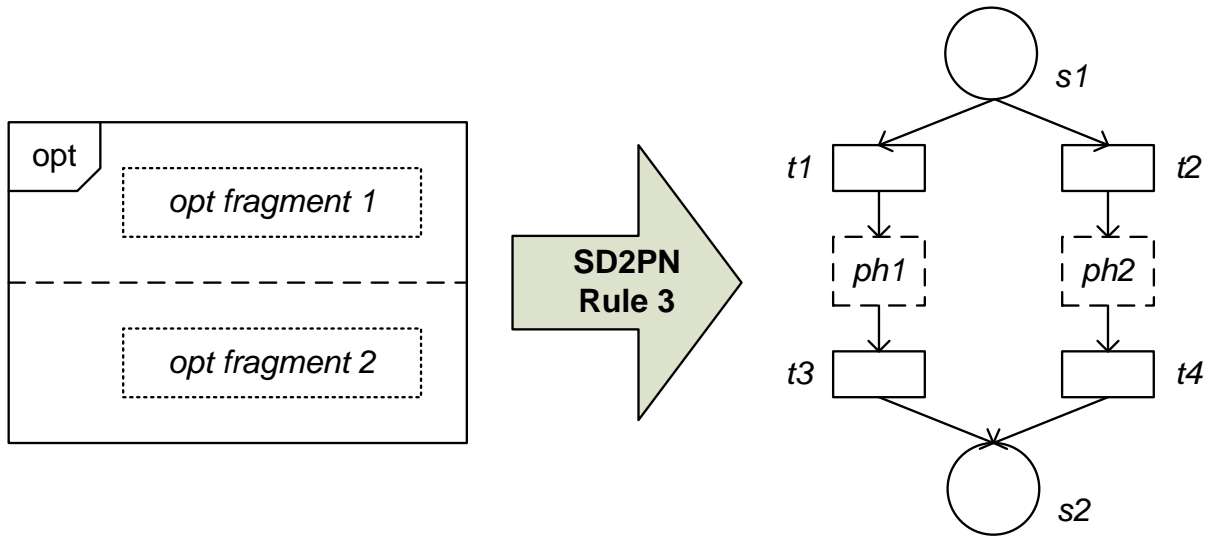 opt
opt fragment 1
opt fragment 2
SD2PN
Rule 3
s1
t1
t2
ph1
ph2
t3
t4
s2